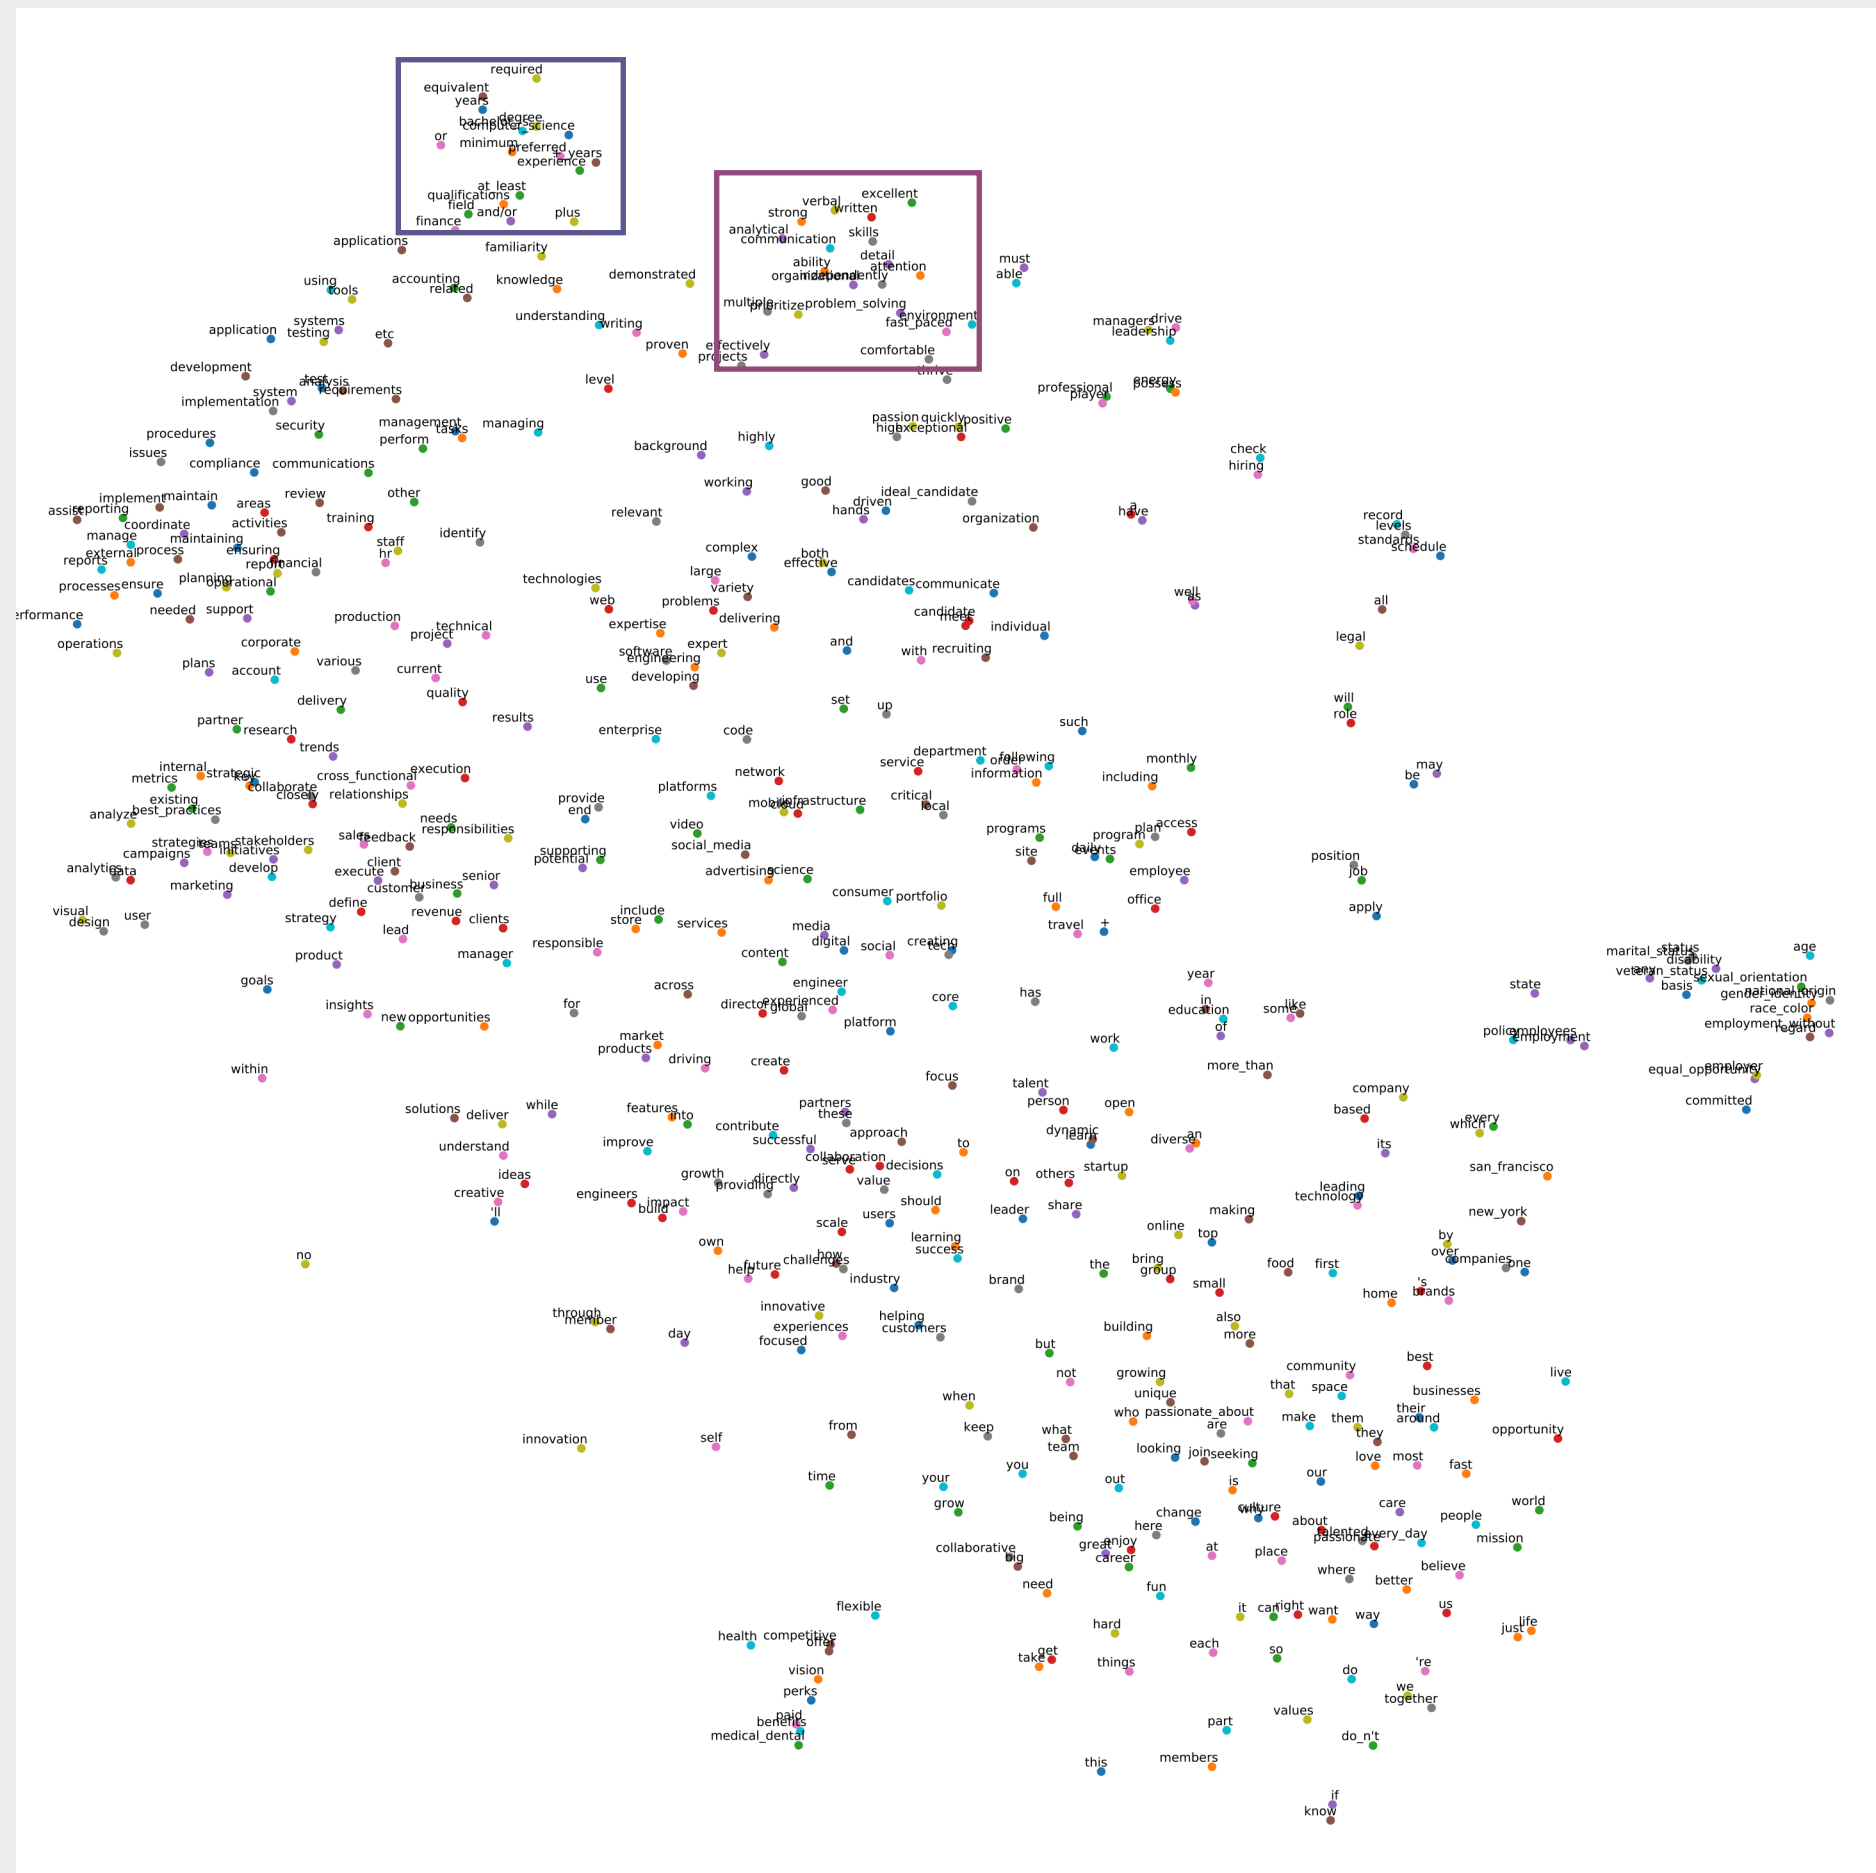 required
equivalent
years
degree
computer_science
or
minimum
preferred
+ years
experience
at_least
qualifications
field
and/or
plus
finance
verbal
excellent
strong
written
analytical
communication
skills
detail
ability
attention
independently
multiple
prioritize
problem_solving
environment
fast_paced
comfortable
effectively
projects
thrive
must
able
applications
familiarity
accounting
related
knowledge
demonstrated
using
tools
understanding
writing
systems
testing
application
etc
proven
managers
drive
leadership
development
test
analysis
requirements
system
implementation
level
professional
player
energy
possess
security
management
tasks
managing
perform
procedures
issues
compliance
communications
background
highly
passion
quickly
positive
high
exceptional
check
hiring
implement
maintain
areas
review
other
assist
reporting
coordinate
activities
training
working
good
ideal_candidate
driven
hands
organization
relevant
a
have
record
levels
standards
schedule
manage
maintaining
external
process
ensuring
reports
report
financial
staff
hr
identify
complex
both
effective
processes
ensure
planning
operational
technologies
large
variety
candidates
communicate
well
as
all
erformance
needed
support
production
technical
web
problems
expertise
delivering
candidate
meet
individual
operations
corporate
project
software
engineering
expert
and
with
recruiting
legal
plans
account
various
current
developing
use
quality
delivery
set
up
will
role
partner
research
results
enterprise
code
such
trends
internal
strategic
key
metrics
collaborate
closely
cross_functional
execution
relationships
network
service
department
order
following
information
including
monthly
be
may
existing
best_practices
analyze
provide
end
platforms
mobile
cloud
infrastructure
critical
local
needs
responsibilities
video
programs
program
plan
access
strategies
teams
initiatives
stakeholders
campaigns
sales
feedback
supporting
potential
social_media
site
daily
events
position
job
analytics
data
develop
client
execute
customer
business
senior
advertising
science
employee
marketing
visual
design
user
strategy
define
revenue
clients
include
store
services
consumer
portfolio
full
office
apply
lead
responsible
media
digital
social
creating
tech
travel
+
product
manager
content
status
marital_status
disability
any
veteran_status
sexual_orientation
age
basis
national_origin
gender_identity
race_color
employment_without
regard
goals
across
engineer
year
state
insights
new
opportunities
for
director
experienced
global
core
has
in
education
of
some
like
platform
policy
employees
employment
market
products
work
within
driving
create
focus
more_than
employer
equal_opportunity
talent
person
company
committed
solutions
deliver
while
features
into
partners
these
open
based
every
which
contribute
successful
approach
dynamic
learn
diverse
an
understand
improve
to
its
collaboration
serve
decisions
ideas
growth
providing
directly
value
on
others
startup
san_francisco
creative
engineers
impact
build
leading
technology
'll
users
should
leader
share
making
new_york
scale
own
learning
success
online
top
by
over
no
how
challenges
future
help
companies
one
industry
brand
the
bring
group
food
first
small
home
's
brands
through
member
innovative
experiences
helping
customers
day
focused
building
also
more
but
not
growing
unique
community
best
that
space
businesses
live
when
who
passionate_about
are
make
them
their
around
they
innovation
self
from
keep
what
team
looking
join
seeking
love
most
opportunity
time
your
you
out
is
our
fast
grow
being
change
culture
why
care
world
about
people
here
talented
passionate
every_day
mission
collaborative
big
great
enjoy
career
at
place
where
believe
need
fun
better
flexible
it
can
right
want
way
us
health
competitive
offer
hard
life
just
take
get
things
each
so
do
're
vision
perks
we
together
paid
benefits
medical_dental
part
values
do_n't
this
members
if
know